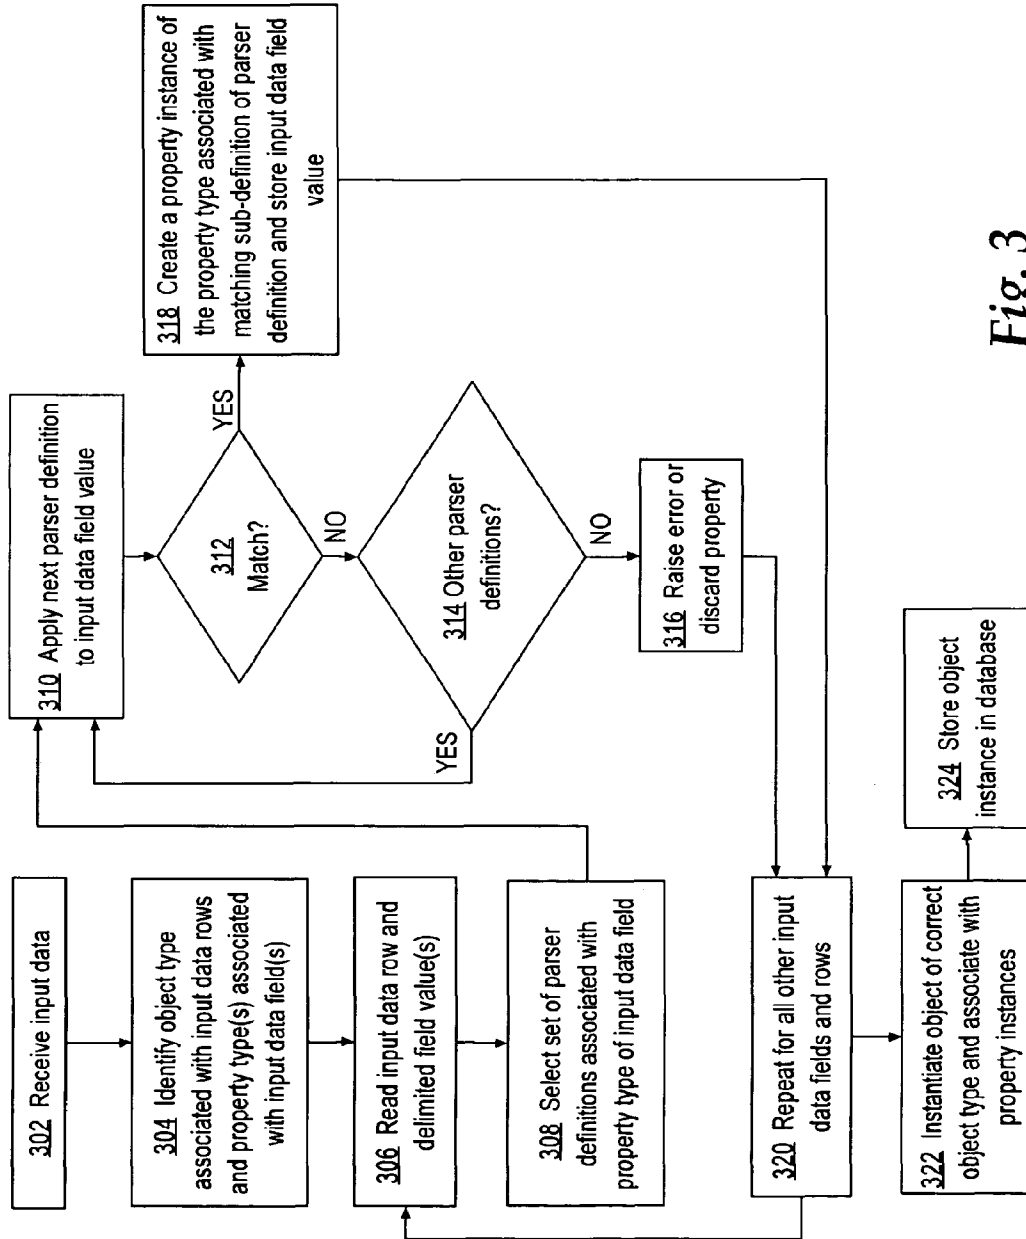 302 Receive input data
304 Identify object type
associated with input data rows
and property type(s) associated
with input data field(s)
306 Read input data row and
delimited field value(s)
308 Select set of parser
definitions associated with
property type of input data field
310 Apply next parser definition
to input data field value
312
Match?
YES
NO
314 Other parser
definitions?
YES
NO
316 Raise error or
discard property
318 Create a property instance of
the property type associated with
matching sub-definition of parser
definition and store input data field
value
320 Repeat for all other input
data fields and rows
322 Instantiate object of correct
object type and associate with
property instances
324 Store object
instance in database
Fig. 3